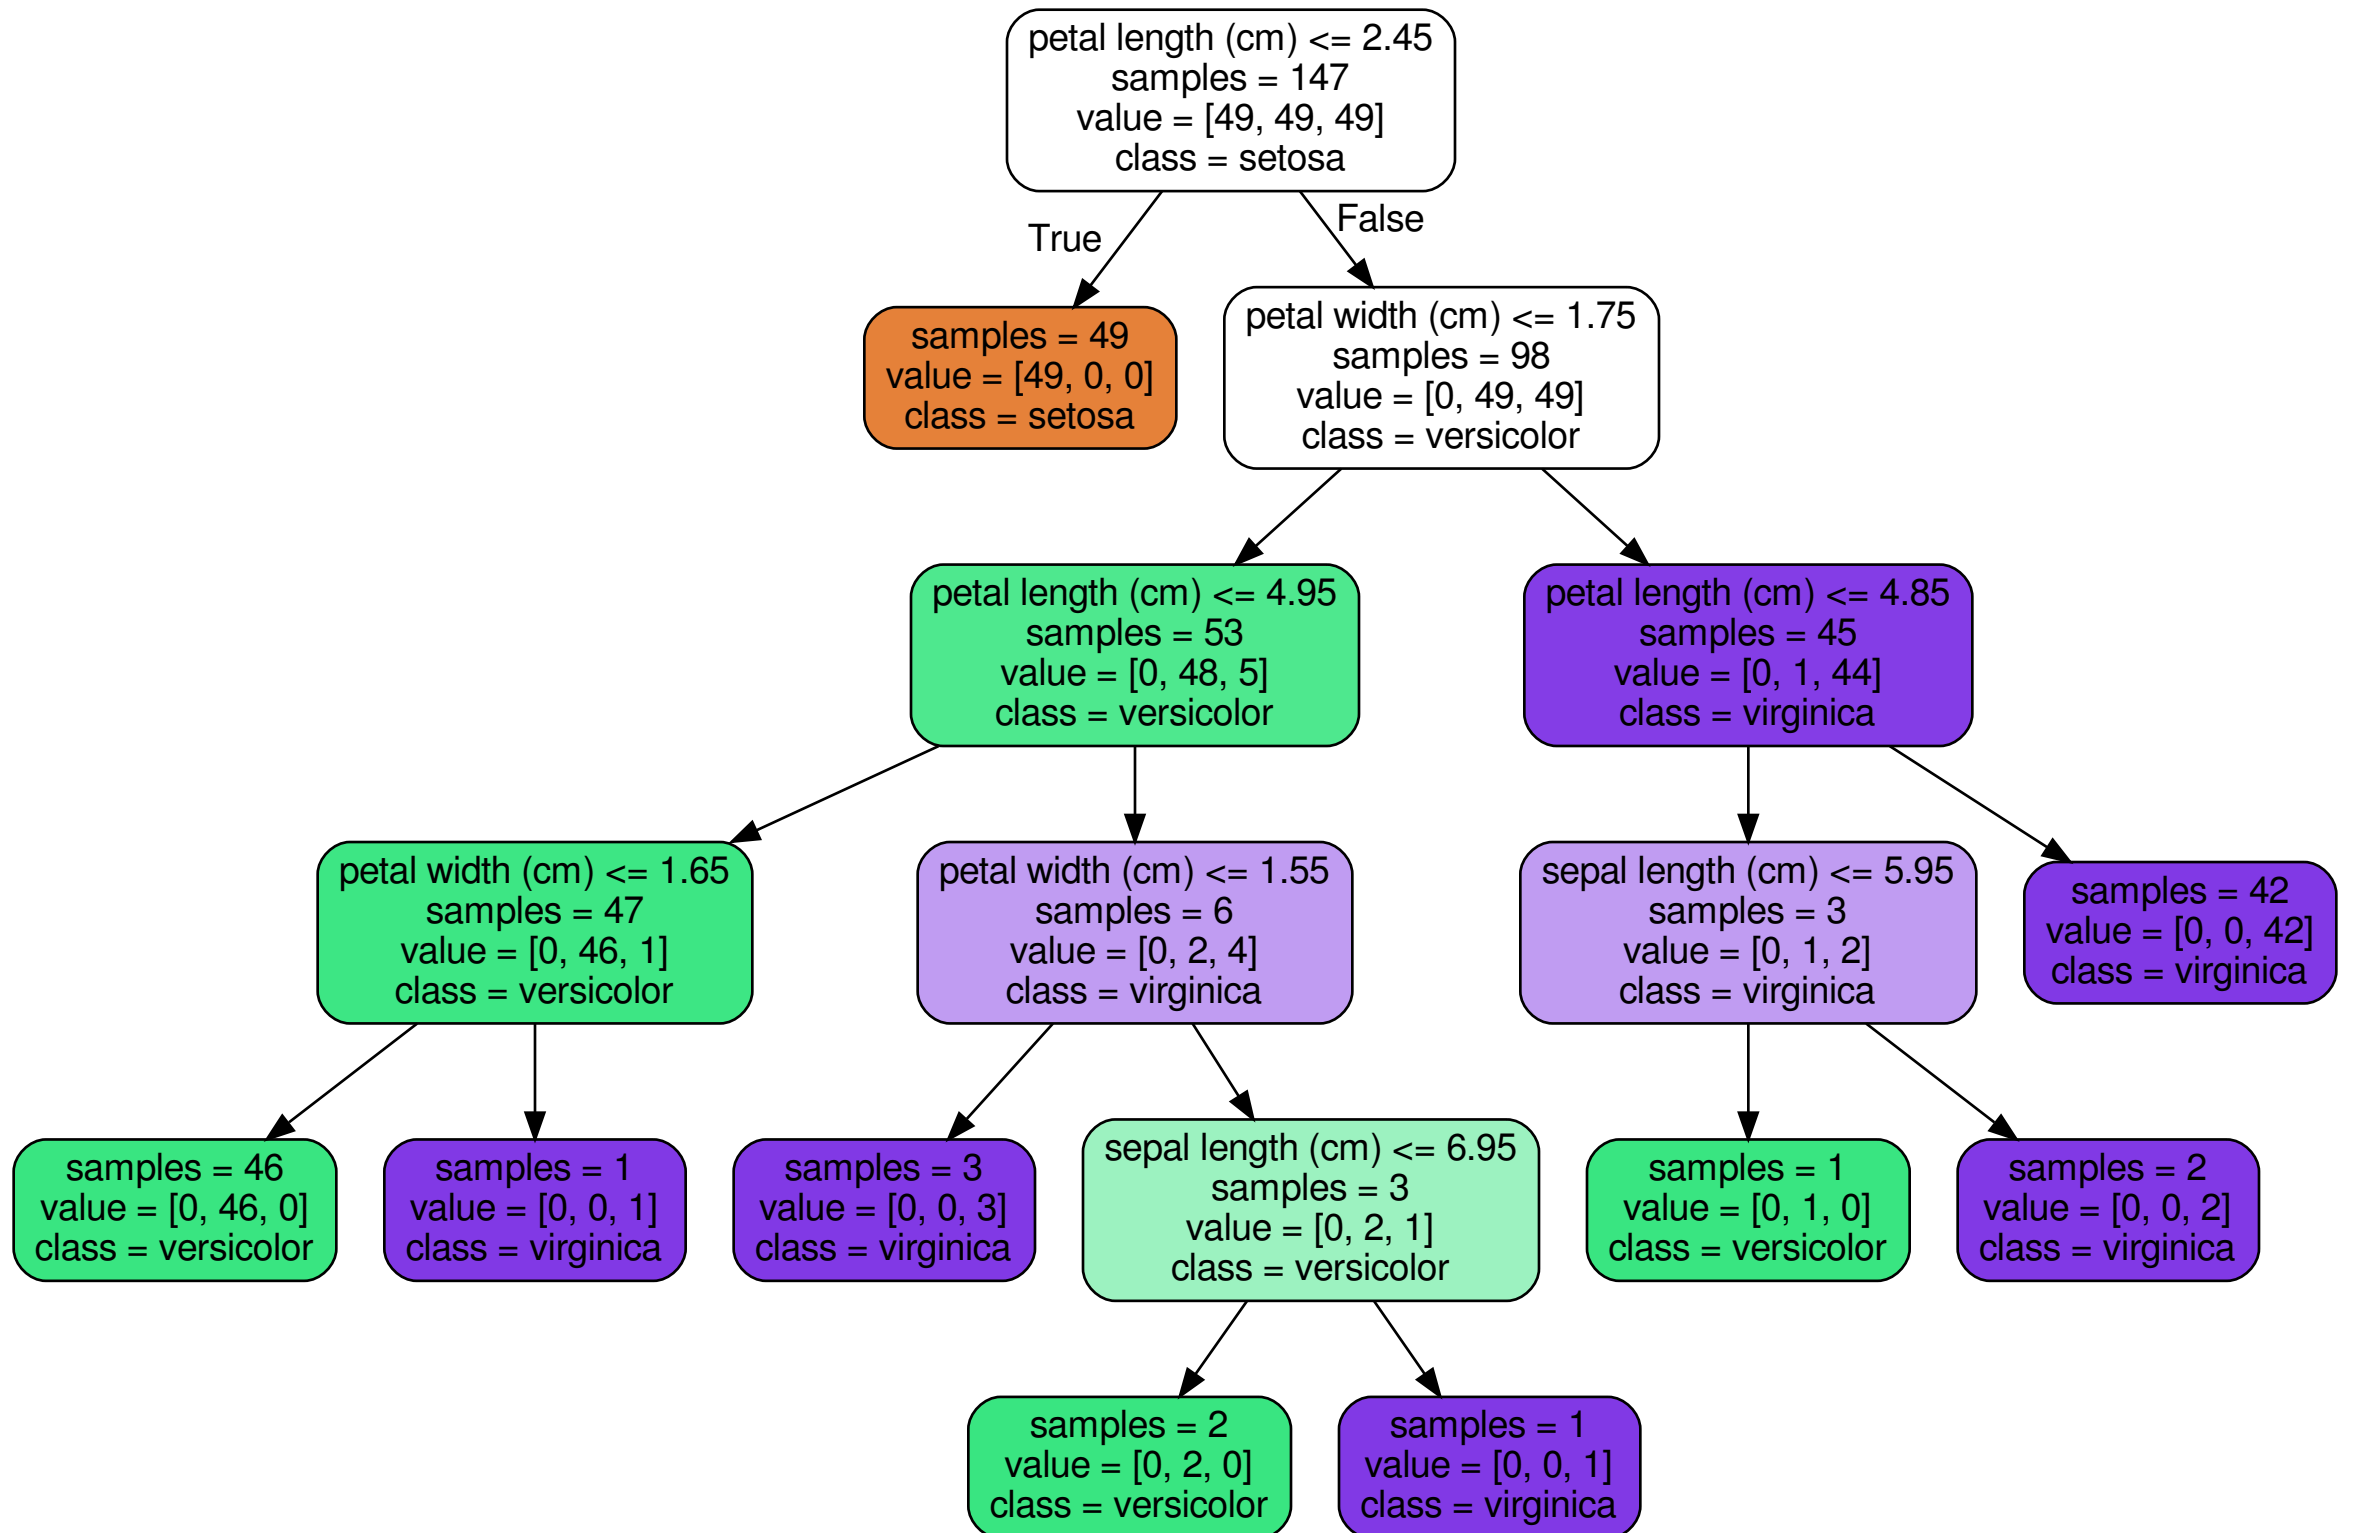 petal length (cm) <= 2.45
samples = 147
value = [49, 49, 49]
class = setosa
True
False
samples = 49
value = [49, 0, 0]
class = setosa
petal width (cm) <= 1.75
samples = 98
value = [0, 49, 49]
class = versicolor
petal length (cm) <= 4.95
samples = 53
value = [0, 48, 5]
class = versicolor
petal length (cm) <= 4.85
samples = 45
value = [0, 1, 44]
class = virginica
petal width (cm) <= 1.65
samples = 47
value = [0, 46, 1]
class = versicolor
petal width (cm) <= 1.55
samples = 6
value = [0, 2, 4]
class = virginica
sepal length (cm) <= 5.95
samples = 3
value = [0, 1, 2]
class = virginica
samples = 42
value = [0, 0, 42]
class = virginica
samples = 46
value = [0, 46, 0]
class = versicolor
samples = 1
value = [0, 0, 1]
class = virginica
samples = 3
value = [0, 0, 3]
class = virginica
sepal length (cm) <= 6.95
samples = 3
value = [0, 2, 1]
class = versicolor
samples = 1
value = [0, 1, 0]
class = versicolor
samples = 2
value = [0, 0, 2]
class = virginica
samples = 2
value = [0, 2, 0]
class = versicolor
samples = 1
value = [0, 0, 1]
class = virginica